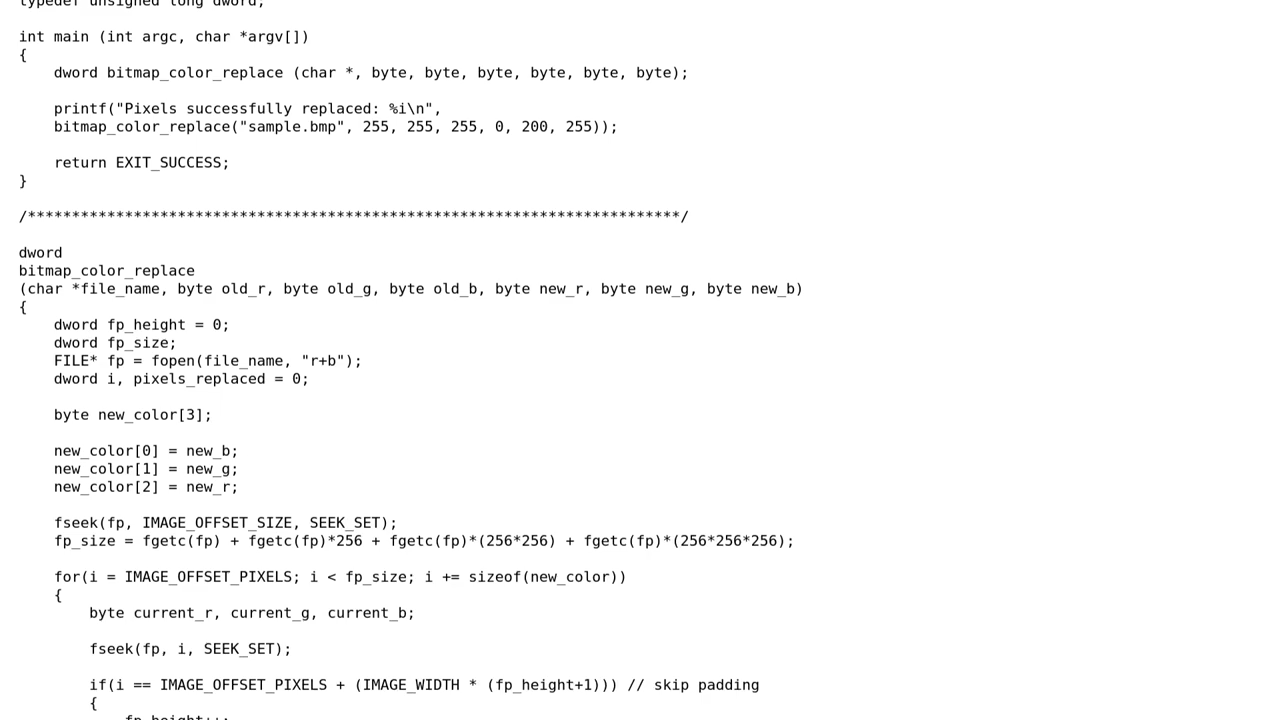 typedef unsigned long dword;
int main (int argc, char *argv[])
{
    dword bitmap_color_replace (char *, byte, byte, byte, byte, byte, byte);
    printf("Pixels successfully replaced: %i\n",
    bitmap_color_replace("sample.bmp", 255, 255, 255, 0, 200, 255));
    return EXIT_SUCCESS;
}
/**************************************************************************/
dword
bitmap_color_replace
(char *file_name, byte old_r, byte old_g, byte old_b, byte new_r, byte new_g, byte new_b)
{
    dword fp_height = 0;
    dword fp_size;
    FILE* fp = fopen(file_name, "r+b");
    dword i, pixels_replaced = 0;
    byte new_color[3];
    new_color[0] = new_b;
    new_color[1] = new_g;
    new_color[2] = new_r;
    fseek(fp, IMAGE_OFFSET_SIZE, SEEK_SET);
    fp_size = fgetc(fp) + fgetc(fp)*256 + fgetc(fp)*(256*256) + fgetc(fp)*(256*256*256);
    for(i = IMAGE_OFFSET_PIXELS; i < fp_size; i += sizeof(new_color))
    {
        byte current_r, current_g, current_b;
        fseek(fp, i, SEEK_SET);
        if(i == IMAGE_OFFSET_PIXELS + (IMAGE_WIDTH * (fp_height+1))) // skip padding
        {
            fp_height++;